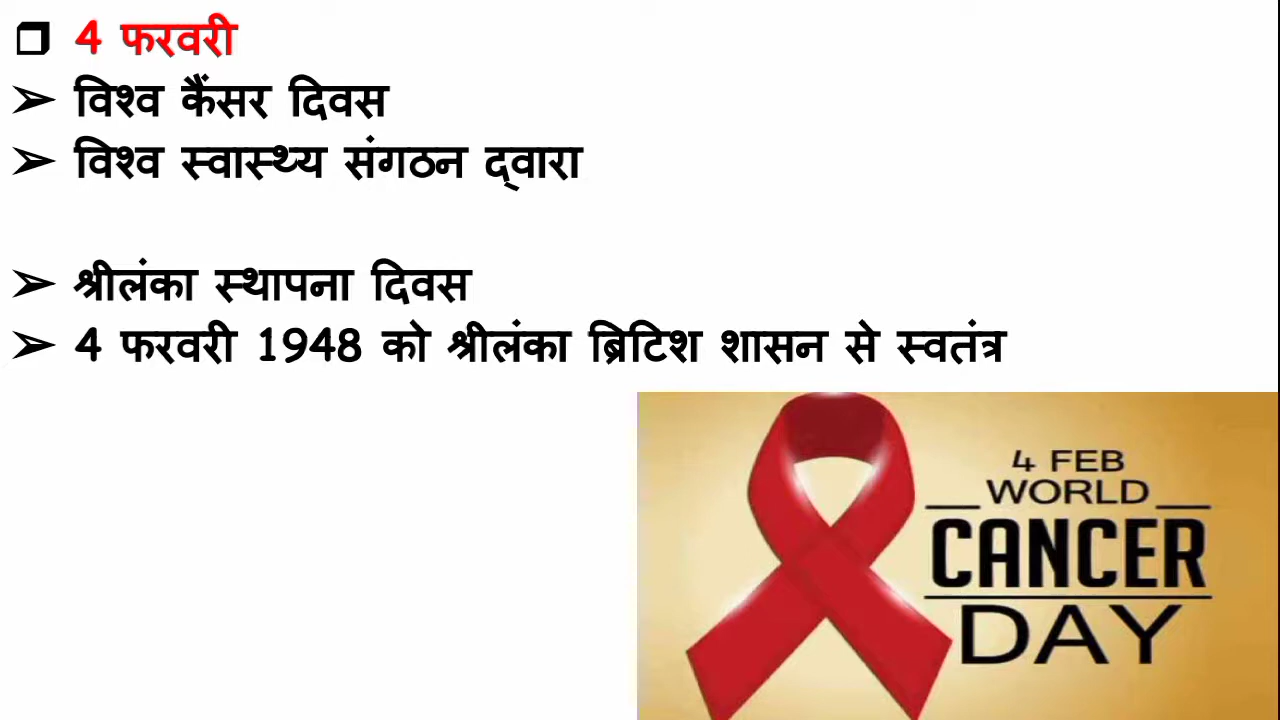 4 फरवरी
विश्व कैंसर दिवस
विश्व स्वास्थ्य संगठन द्वारा
श्रीलंका स्थापना दिवस
4 फरवरी 1948 को श्रीलंका ब्रिटिश शासन से स्वतंत्र
4 FEB
WORLD
CANCER
DAY